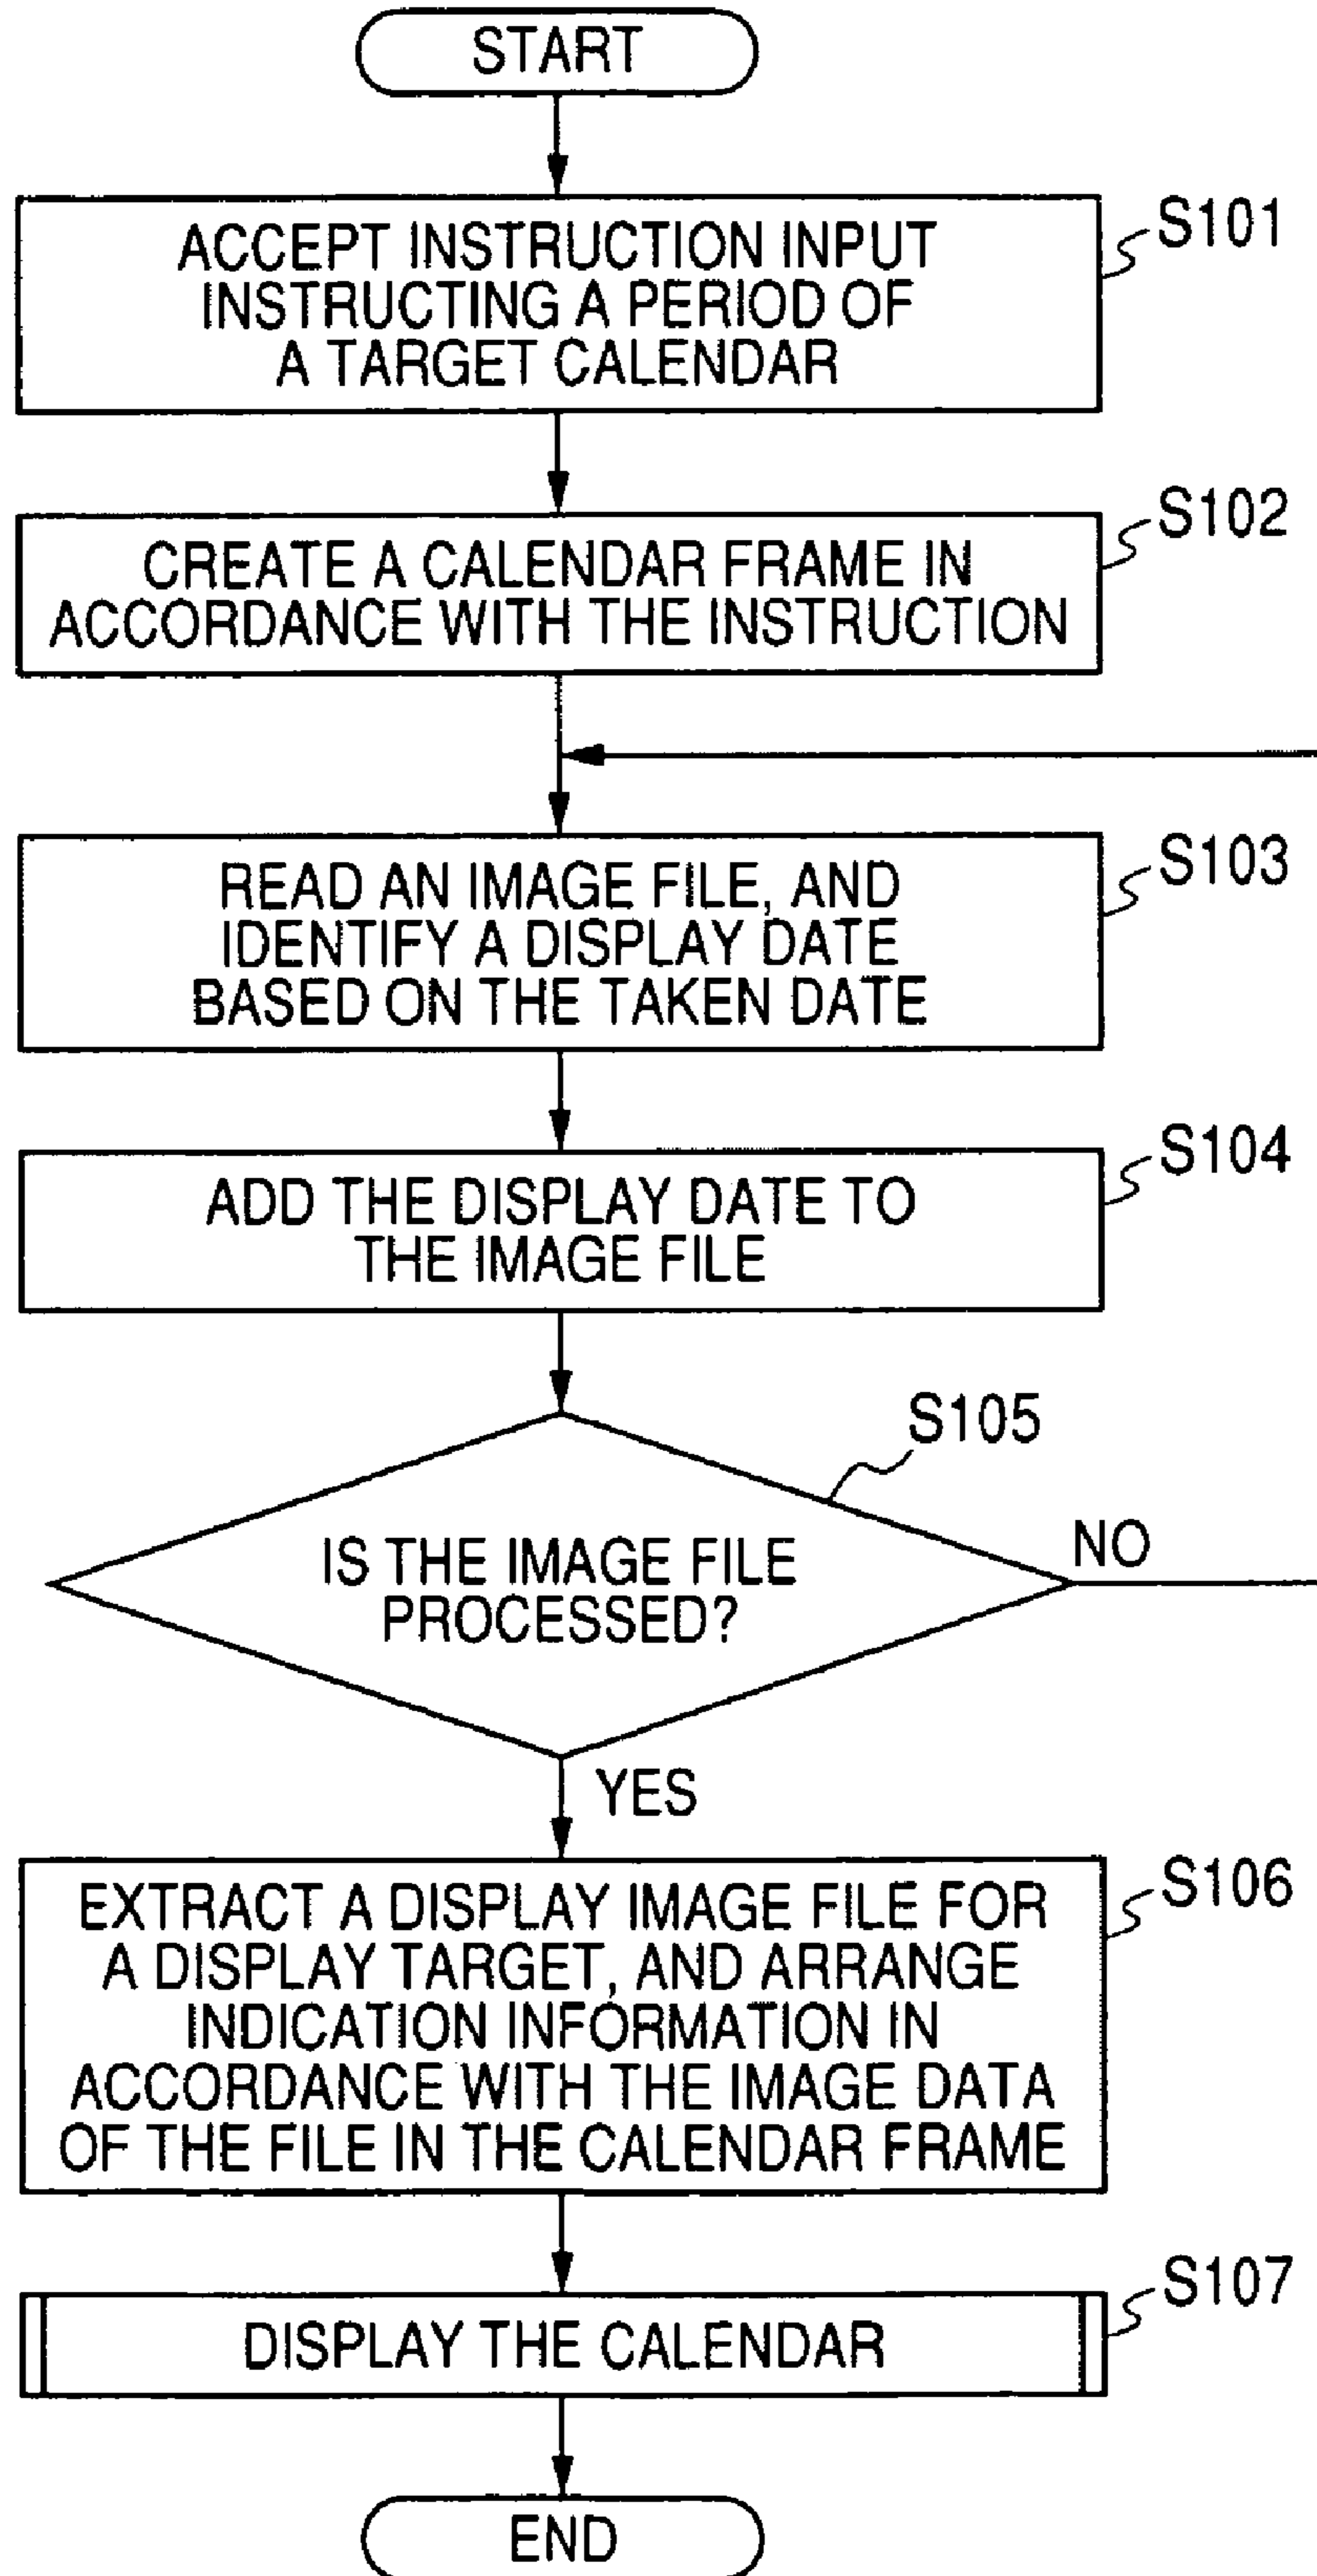 START
S101
ACCEPT INSTRUCTION INPUT
INSTRUCTING A PERIOD OF
A TARGET CALENDAR
S102
CREATE A CALENDAR FRAME IN
ACCORDANCE WITH THE INSTRUCTION
S103
READ AN IMAGE FILE, AND
IDENTIFY A DISPLAY DATE
BASED ON THE TAKEN DATE
S104
ADD THE DISPLAY DATE TO
THE IMAGE FILE
S105
IS THE IMAGE FILE
PROCESSED?
NO
YES
S106
EXTRACT A DISPLAY IMAGE FILE FOR
A DISPLAY TARGET, AND ARRANGE
INDICATION INFORMATION IN
ACCORDANCE WITH THE IMAGE DATA
OF THE FILE IN THE CALENDAR FRAME
S107
DISPLAY THE CALENDAR
END